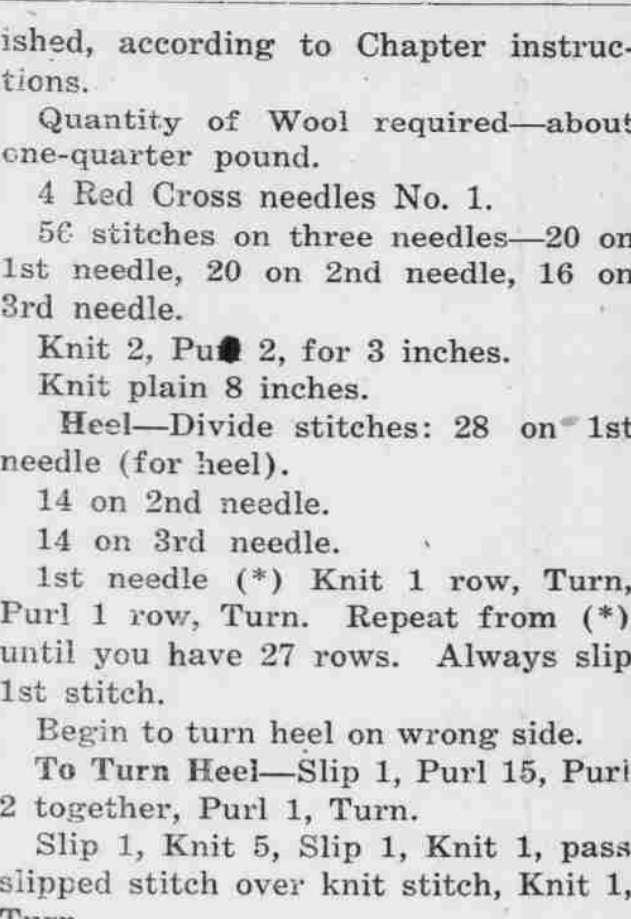 ished, according to Chapter instruc-
tions.
Quantity of Wool required—about
one-quarter pound.
4 Red Cross needles No. 1.
56 stitches on three needles—20 on
1st needle, 20 on 2nd needle, 16 on
3rd needle.
Knit 2, 2, for 3 inches.
Knit plain 8 inches.
Heel—Divide stitches: 28 on 1st
needle (for heel).
14 on 2nd needle.
14 on 3rd needle.
1st needle (*) Knit 1 row, Turn,
Purl 1 row, Turn. Repeat from (*)
until you have 27 rows. Always slip
1st stitch.
Begin to turn heel on wrong side.
To Turn Heel—Slip 1, Purl 15, Purl
2 together, Purl 1, Turn.
Slip 1, Knit 5, Slip 1, Knit 1, pass
slipped stitch over knit stitch, Knit 1,
Turn